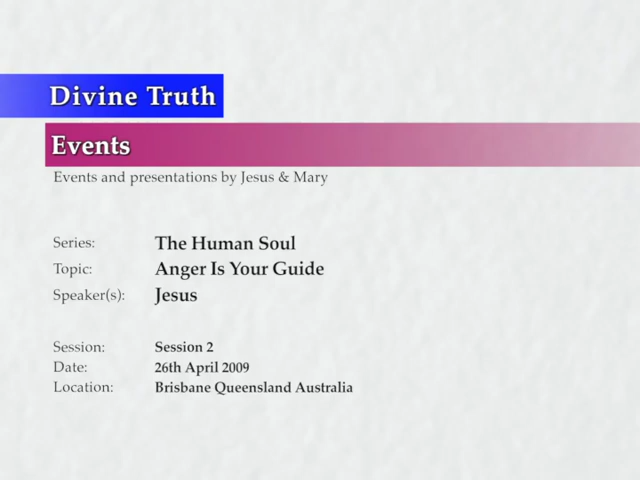 Divine Truth
Events
Events and presentations by Jesus & Mary
Series: The Human Soul
Topic: Anger Is Your Guide
Speaker(s): Jesus
Session: Session 2
Date: 26th April 2009
Location: Brisbane Queensland Australia